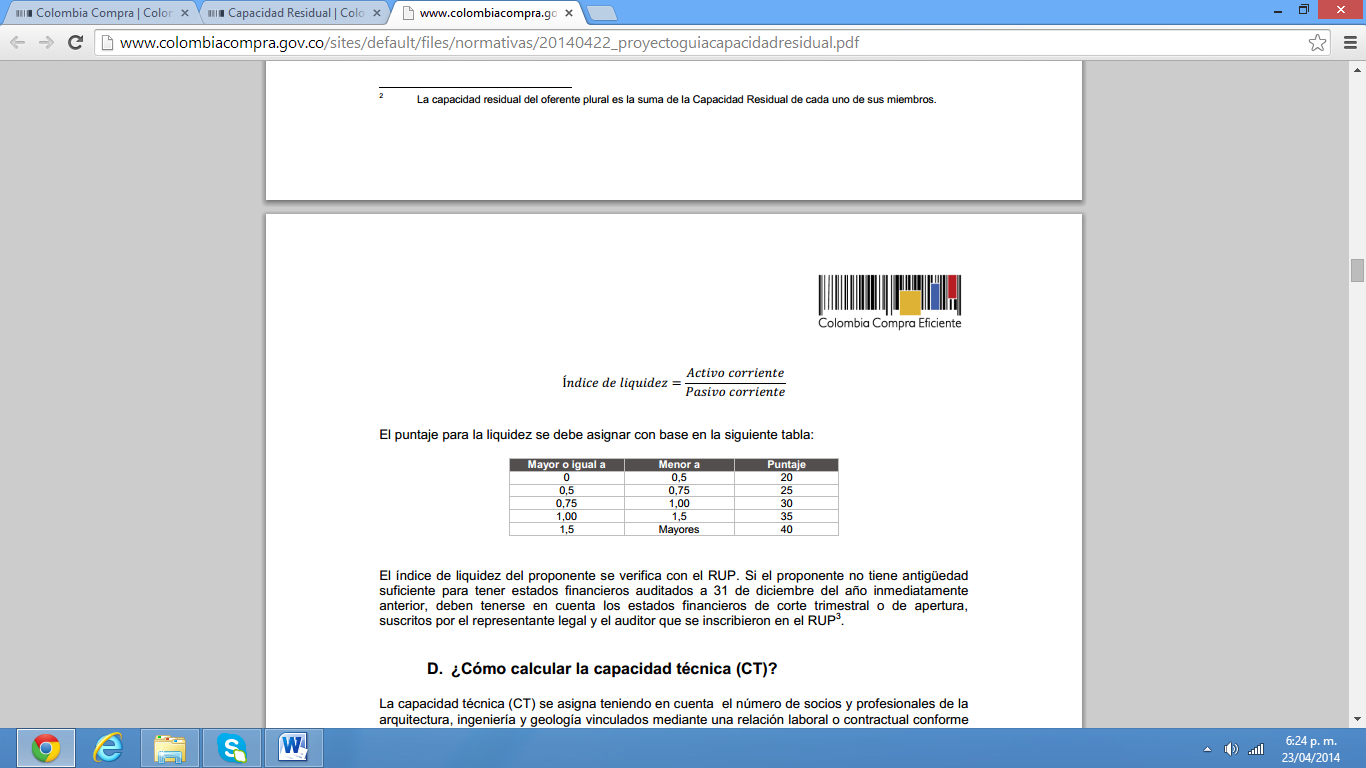 Colombia Compra | Colon
Capacidad Residual | Colo
www.colombiacompra.go
www.colombiacompra.gov.co/sites/default/files/normativas/20140422_proyectoguiacapacidadresidual.pdf
2 La capacidad residual del oferente plural es la suma de la Capacidad Residual de cada uno de sus miembros.
Colombia Compra Eficiente
Índice de liquidez = Activo corriente / Pasivo corriente
El puntaje para la liquidez se debe asignar con base en la siguiente tabla:
Mayor o igual a Menor a Puntaje
0 0,5 20
0,5 0,75 25
0,75 1,00 30
1,00 1,5 35
1,5 Mayores 40
El índice de liquidez del proponente se verifica con el RUP. Si el proponente no tiene antigüedad
suficiente para tener estados financieros auditados a 31 de diciembre del año inmediatamente
anterior, deben tenerse en cuenta los estados financieros de corte trimestral o de apertura,
suscritos por el representante legal y el auditor que se inscribieron en el RUP3.
D. ¿Cómo calcular la capacidad técnica (CT)?
La capacidad técnica (CT) se asigna teniendo en cuenta el número de socios y profesionales de la
arquitectura, ingeniería y geología vinculados mediante una relación laboral o contractual conforme
6:24 p. m.
23/04/2014